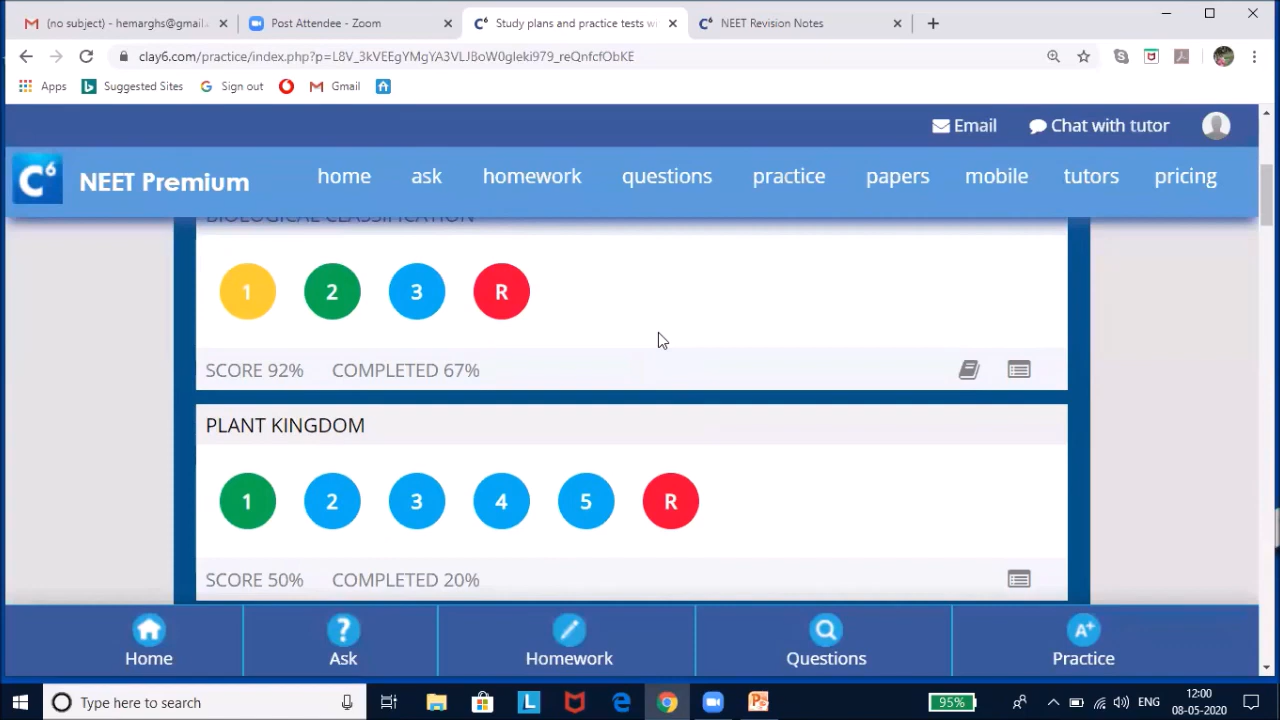 (no subject) - hemarghs@gmail.
Post Attendee - Zoom
Study plans and practice tests w
NEET Revision Notes
clay6.com/practice/index.php?p=L8V_3kVEEgYMgYA3VLJBoW0gleki979_reQnfcfObKE
Apps
Suggested Sites
Sign out
Gmail
Email
Chat with tutor
C6
NEET Premium
home
ask
homework
questions
practice
papers
mobile
tutors
pricing
BIOLOGICAL CLASSIFICATION
1 2 3 R
SCORE 92% COMPLETED 67%
PLANT KINGDOM
1 2 3 4 5 R
SCORE 50% COMPLETED 20%
Home
Ask
Homework
Questions
A+
Practice
Type here to search
95%
ENG
12:00
08-05-2020